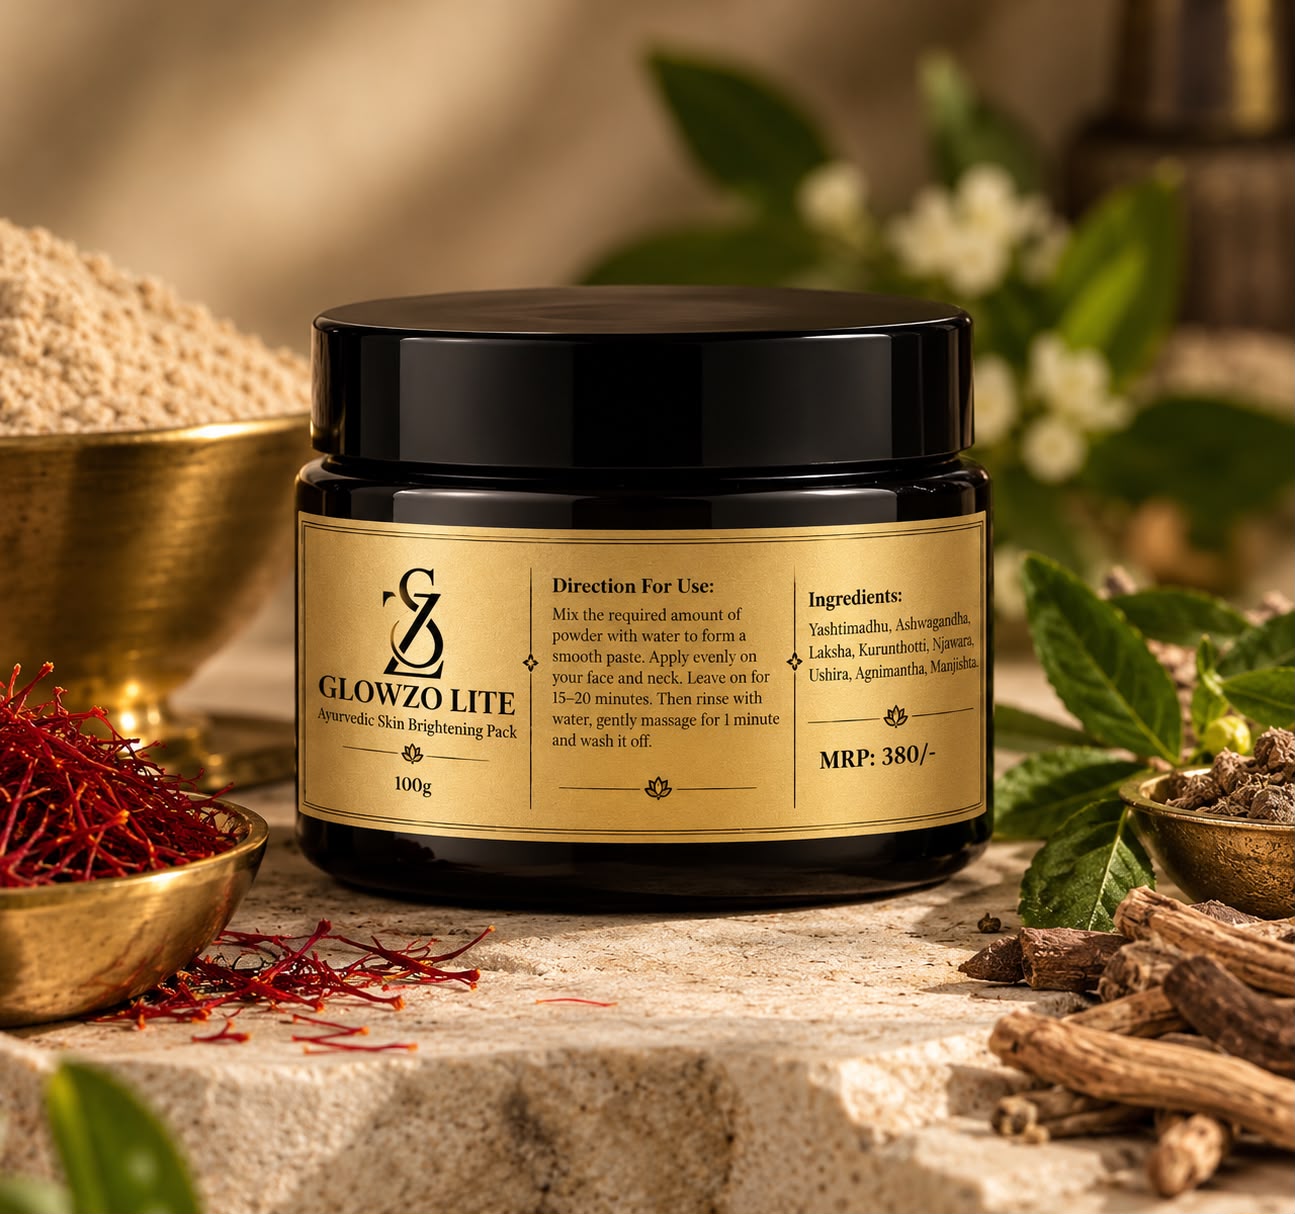 GLOWZO LITE
Ayurvedic Skin Brightening Pack
100g
Direction For Use:
Mix the required amount of
powder with water to form a
smooth paste. Apply evenly on
your face and neck. Leave on for
15–20 minutes. Then rinse with
water, gently massage for 1 minute
and wash it off.
Ingredients:
Yashtimadhu, Ashwagandha,
Laksha, Kurunthotti, Njawara,
Ushira, Agnimantha, Manjishta.
MRP: 380/-